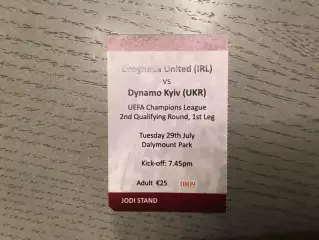 Drogheda United (IRL)
vs
Dynamo Kyiv (UKR)
UEFA Champions League
2nd Qualifying Round, 1st Leg
Tuesday 29th July
Dalymount Park
Kick-off: 7.45pm
Adult €25 0809
JODI STAND